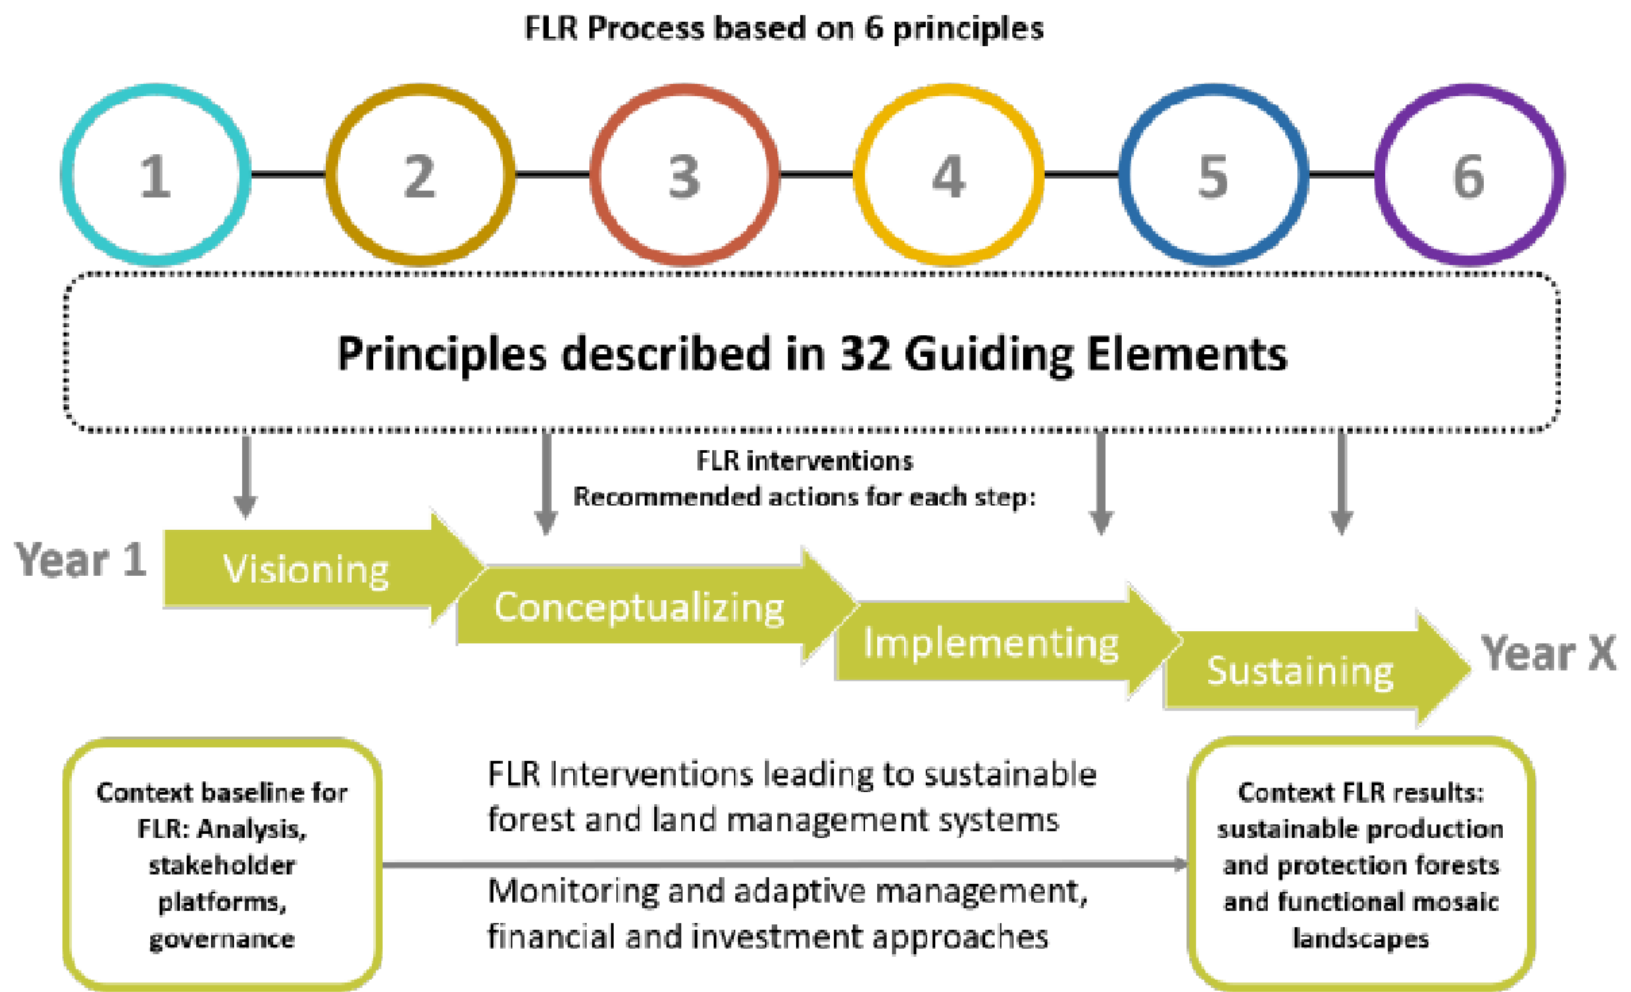 FLR Process based on 6 principles
1 2 3 4 5 6
Principles described in 32 Guiding Elements
FLR interventions
Recommended actions for each step:
Year 1
Visioning
Conceptualizing
Implementing
Sustaining
Year X
Context baseline for
FLR: Analysis,
stakeholder
platforms,
governance
FLR Interventions leading to sustainable
forest and land management systems
Monitoring and adaptive management,
financial and investment approaches
Context FLR results:
sustainable production
and protection forests
and functional mosaic
landscapes